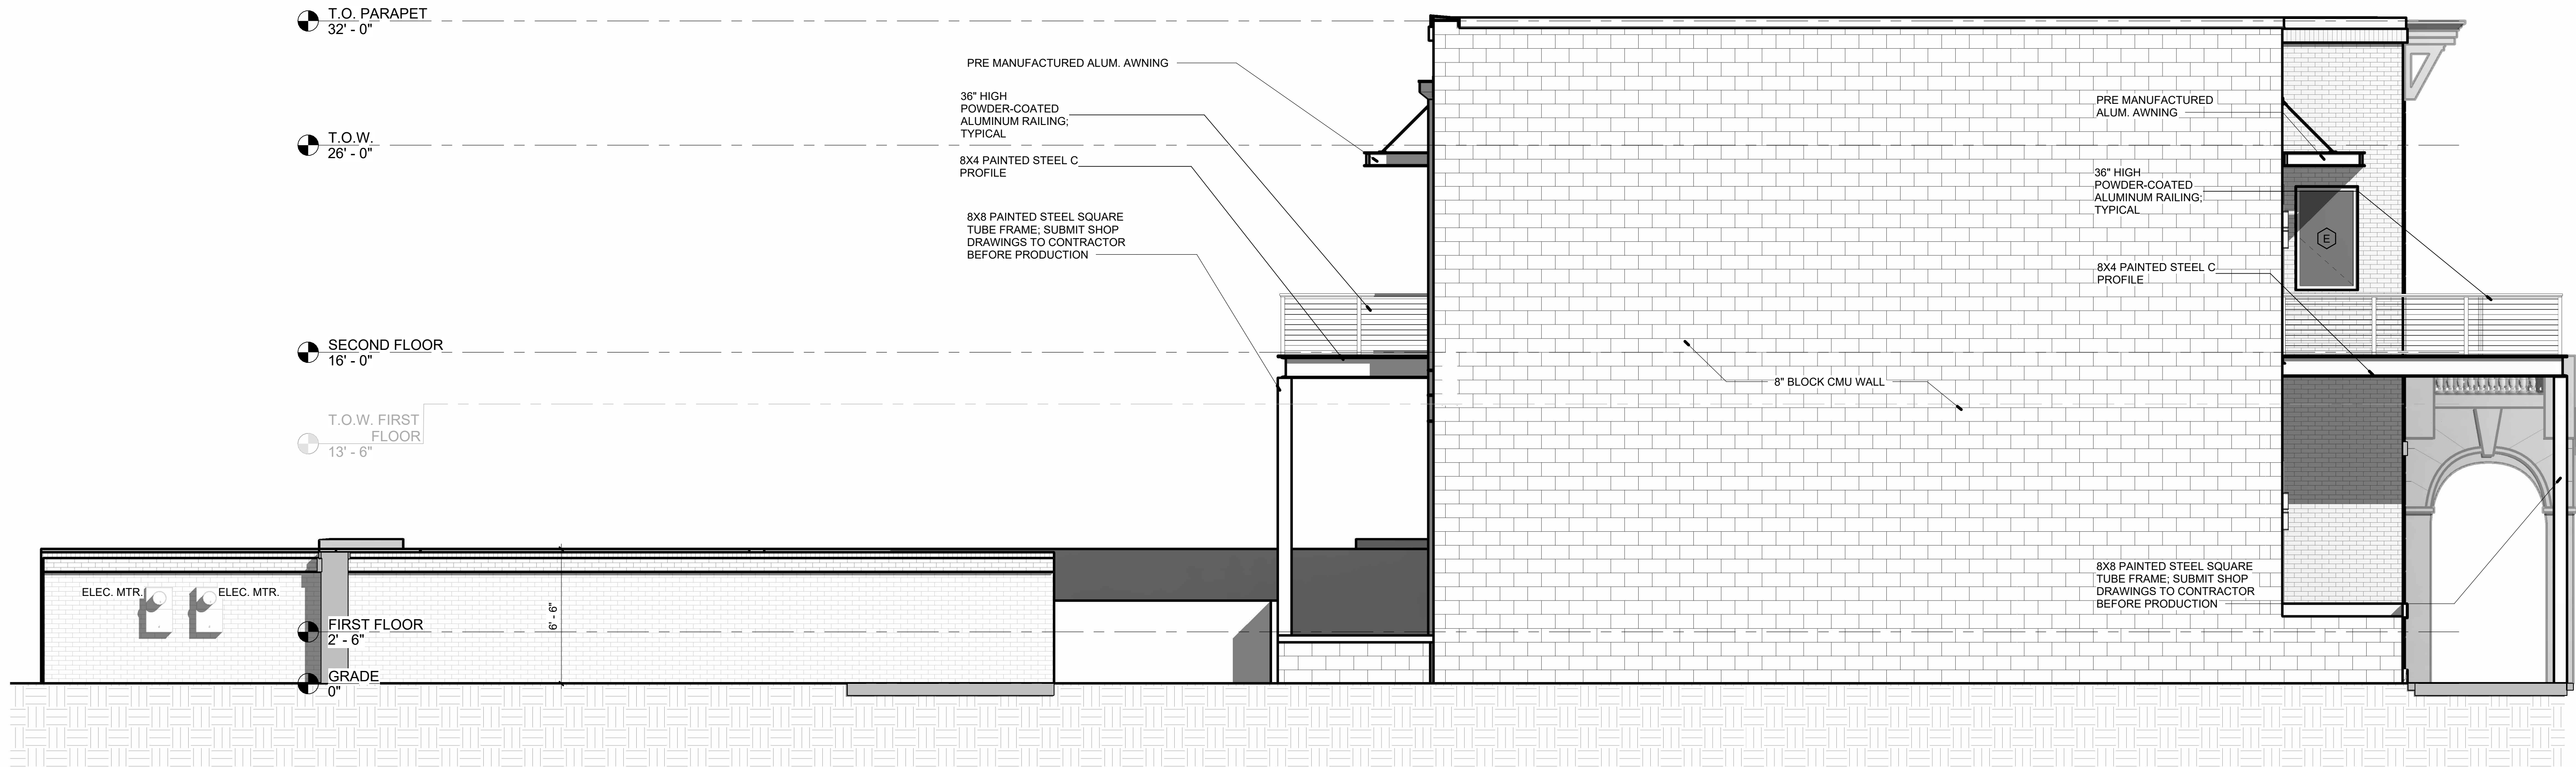 T.O. PARAPET
32' - 0"
PRE MANUFACTURED ALUM. AWNING
36" HIGH
POWDER-COATED
ALUMINUM RAILING;
TYPICAL
T.O.W.
26' - 0"
8X4 PAINTED STEEL C
PROFILE
8X8 PAINTED STEEL SQUARE
TUBE FRAME; SUBMIT SHOP
DRAWINGS TO CONTRACTOR
BEFORE PRODUCTION
PRE MANUFACTURED
ALUM. AWNING
36" HIGH
POWDER-COATED
ALUMINUM RAILING;
TYPICAL
E
8X4 PAINTED STEEL C
PROFILE
SECOND FLOOR
16' - 0"
8" BLOCK CMU WALL
T.O.W. FIRST
FLOOR
13' - 6"
8X8 PAINTED STEEL SQUARE
TUBE FRAME; SUBMIT SHOP
DRAWINGS TO CONTRACTOR
BEFORE PRODUCTION
ELEC. MTR.
ELEC. MTR.
6' - 6"
FIRST FLOOR
2' - 6"
GRADE
0"